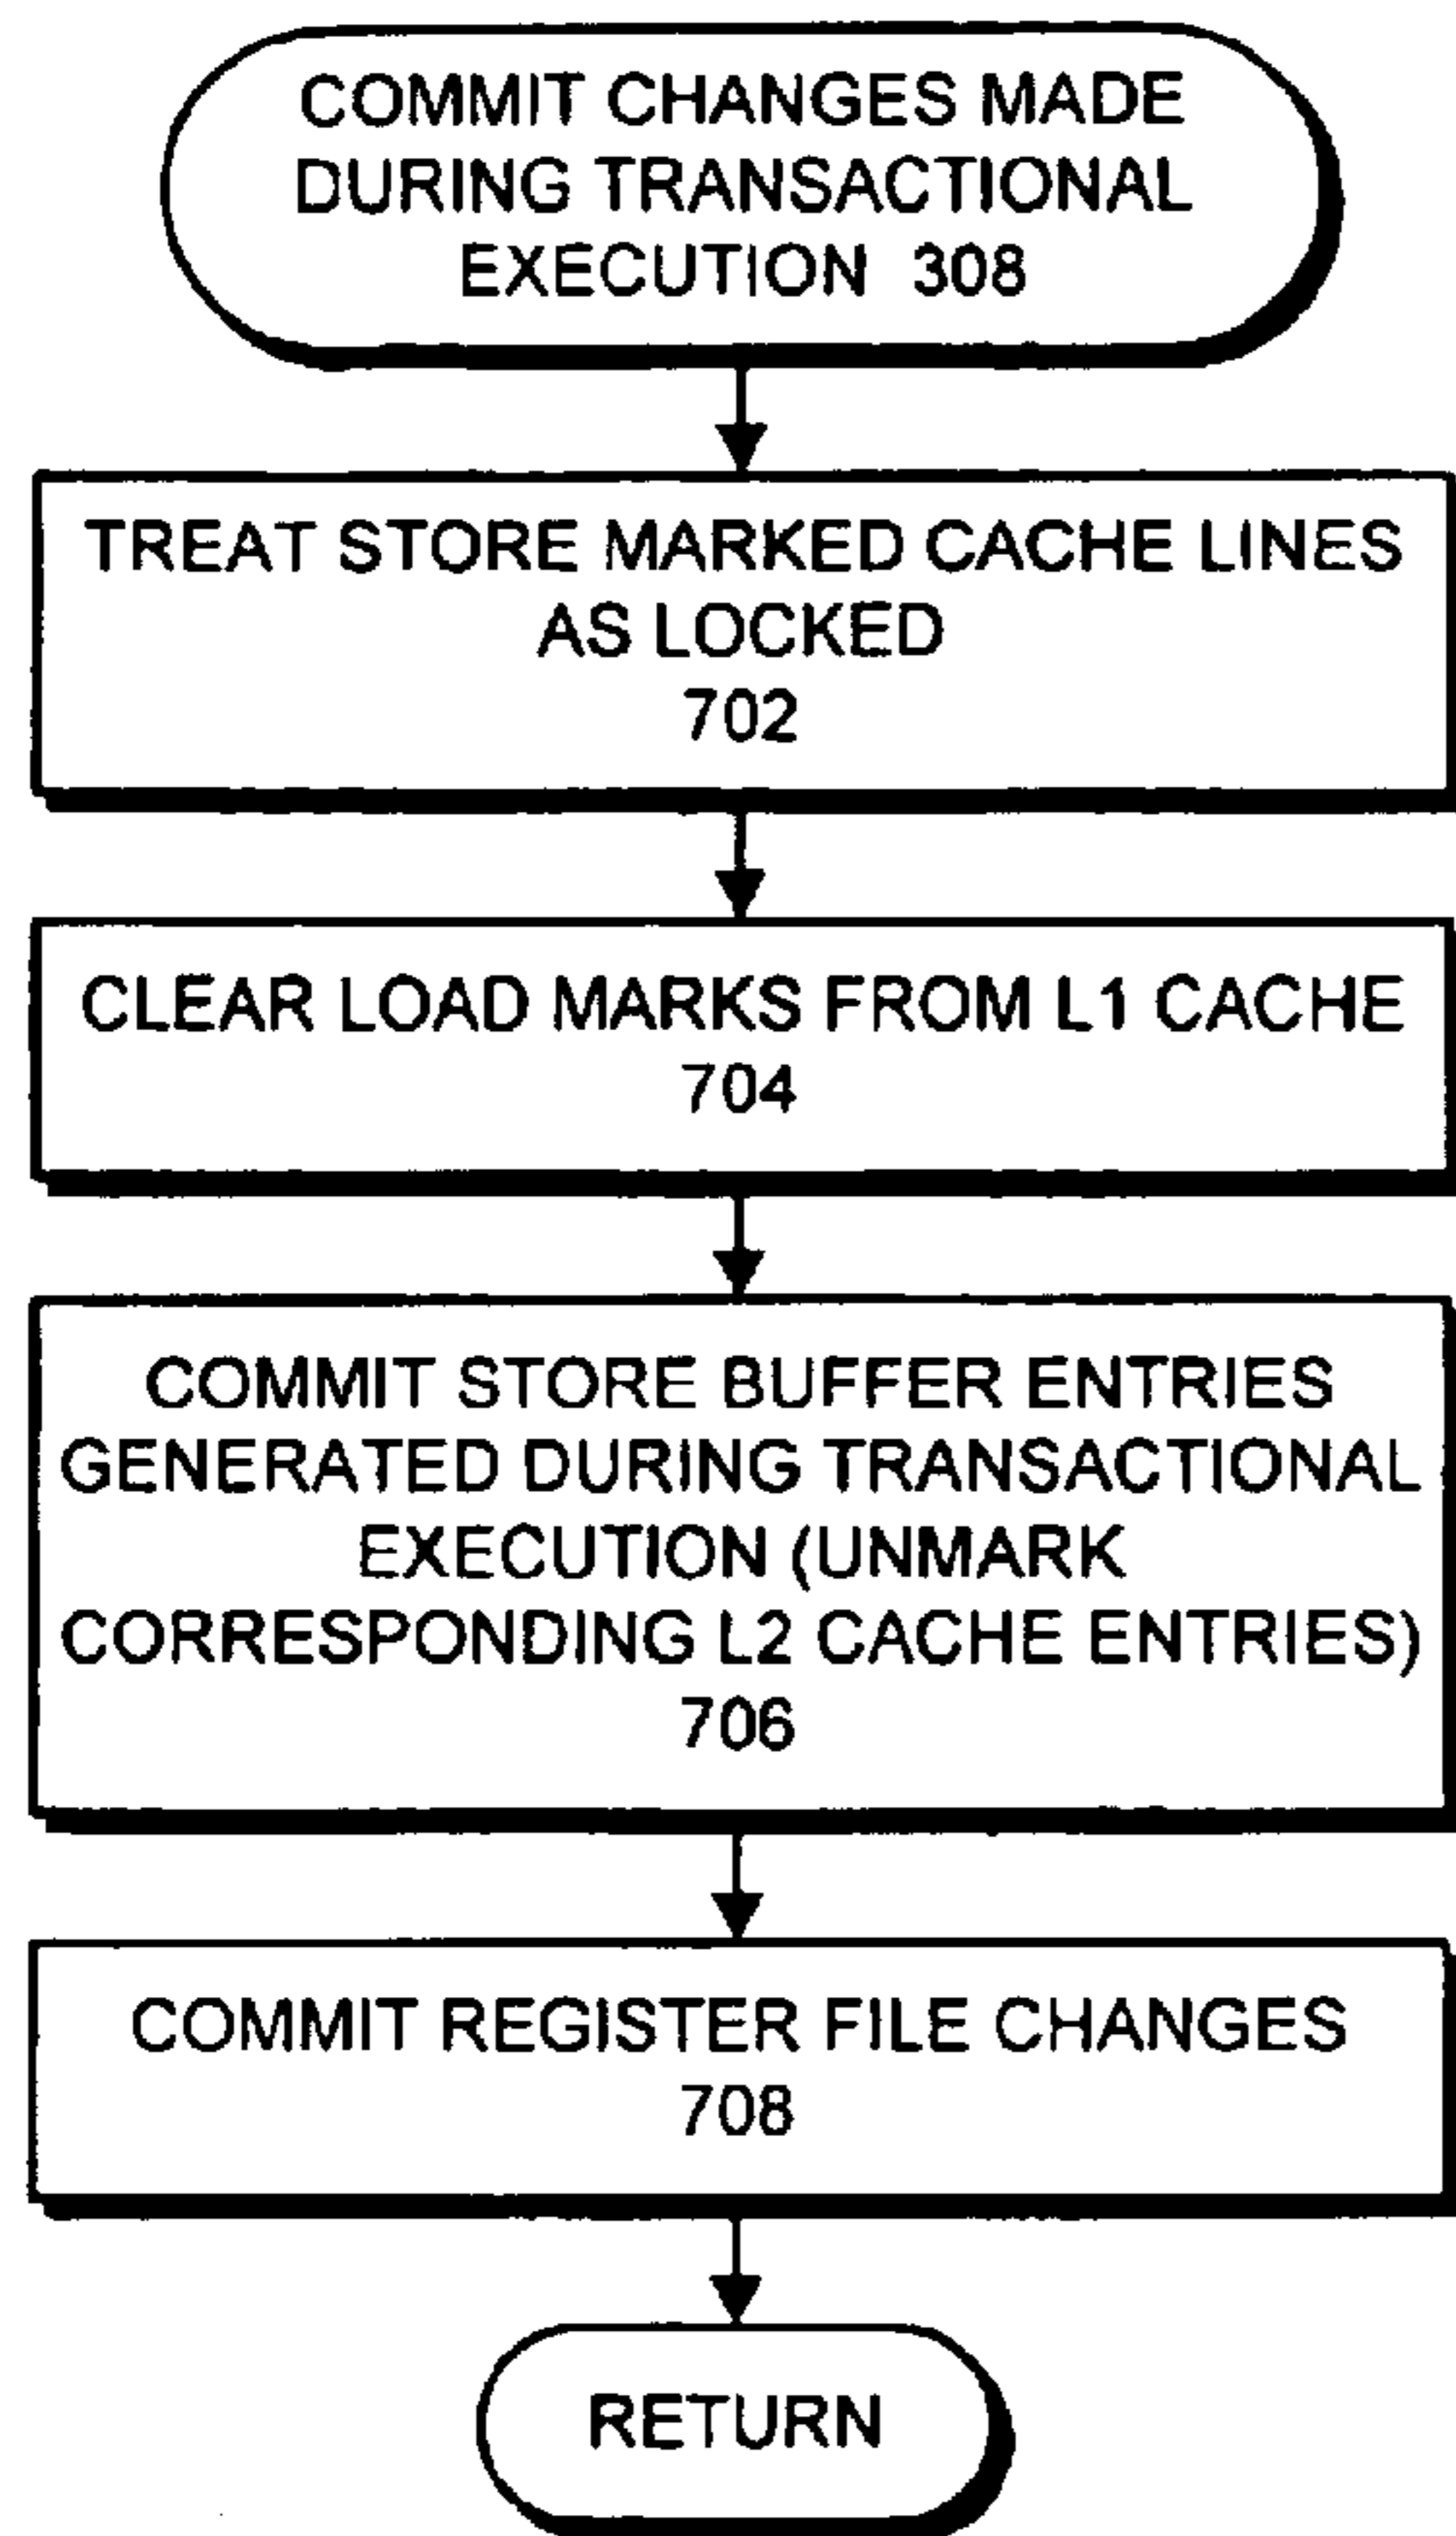 COMMIT CHANGES MADE
DURING TRANSACTIONAL
EXECUTION 308
TREAT STORE MARKED CACHE LINES
AS LOCKED
702
CLEAR LOAD MARKS FROM L1 CACHE
704
COMMIT STORE BUFFER ENTRIES
GENERATED DURING TRANSACTIONAL
EXECUTION (UNMARK
CORRESPONDING L2 CACHE ENTRIES)
706
COMMIT REGISTER FILE CHANGES
708
RETURN